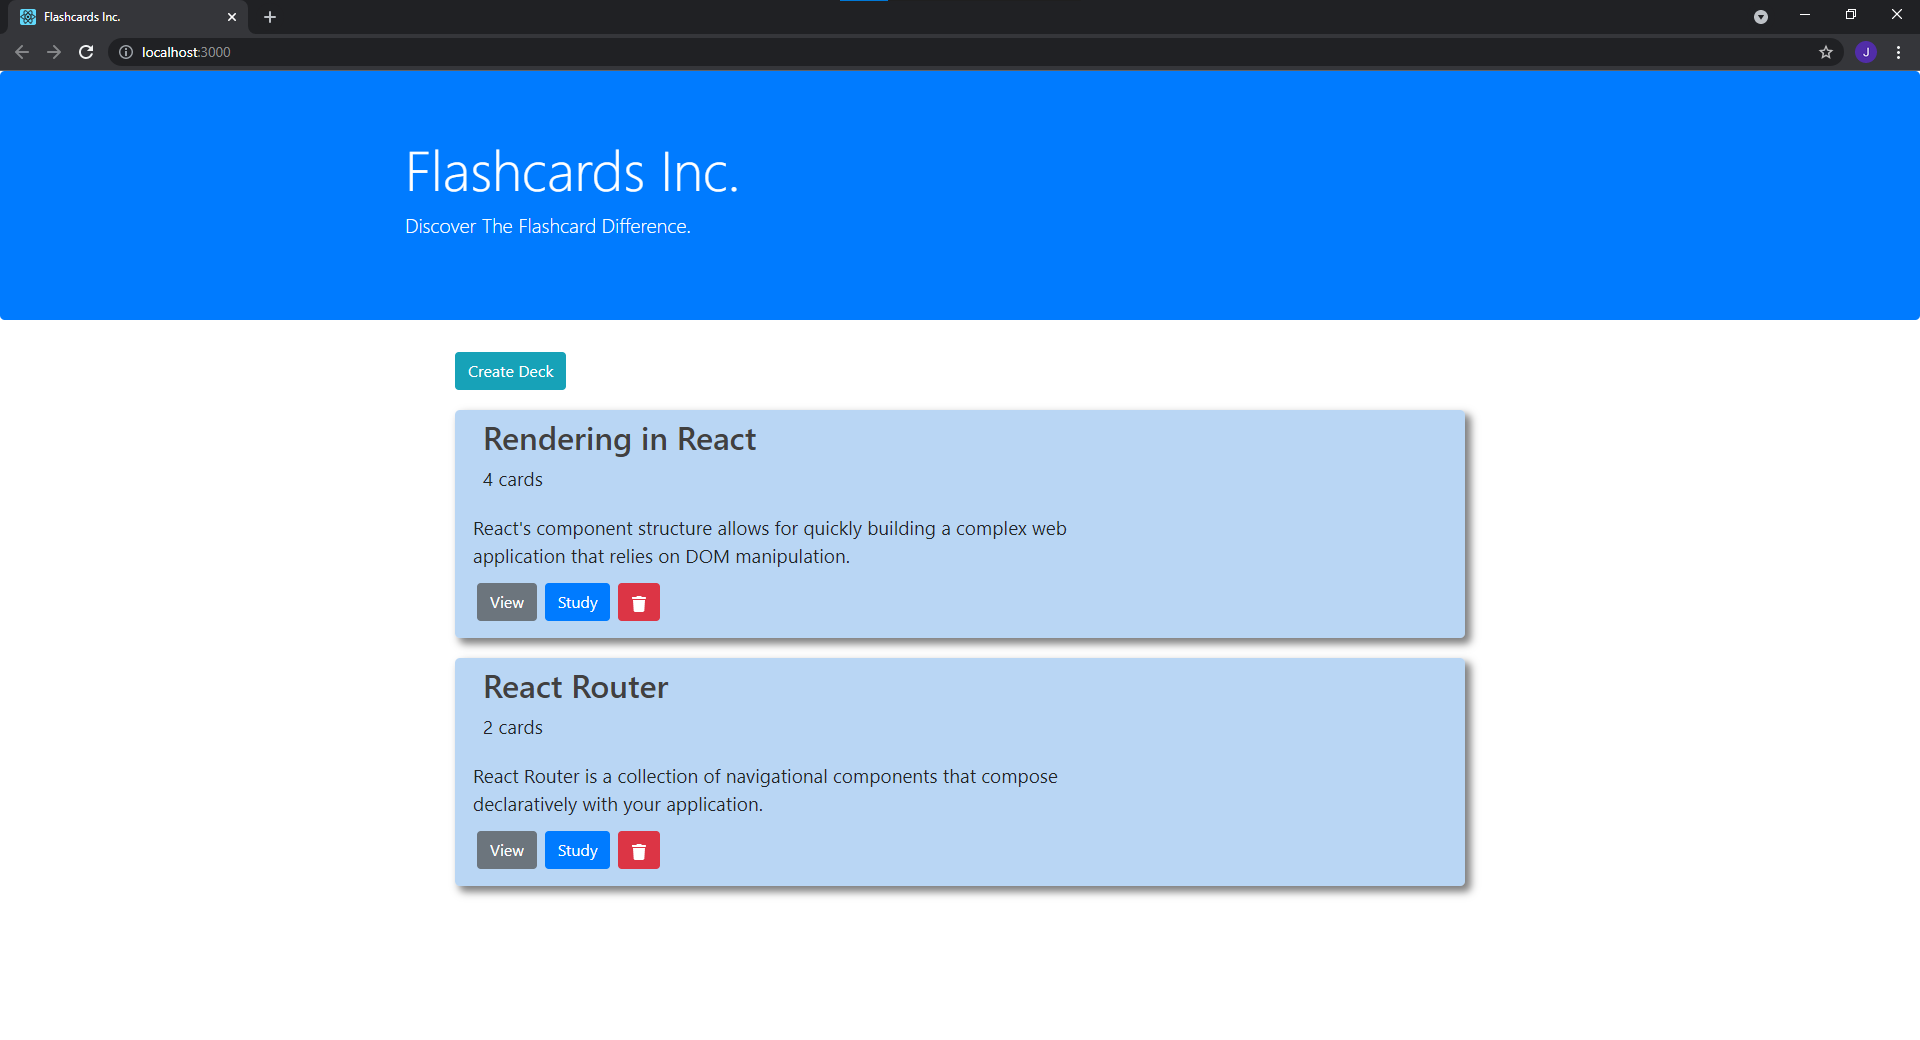 Flashcards Inc.
localhost:3000
J
Flashcards Inc.
Discover The Flashcard Difference.
Create Deck
Rendering in React
4 cards
React's component structure allows for quickly building a complex web
application that relies on DOM manipulation.
View Study
React Router
2 cards
React Router is a collection of navigational components that compose
declaratively with your application.
View Study